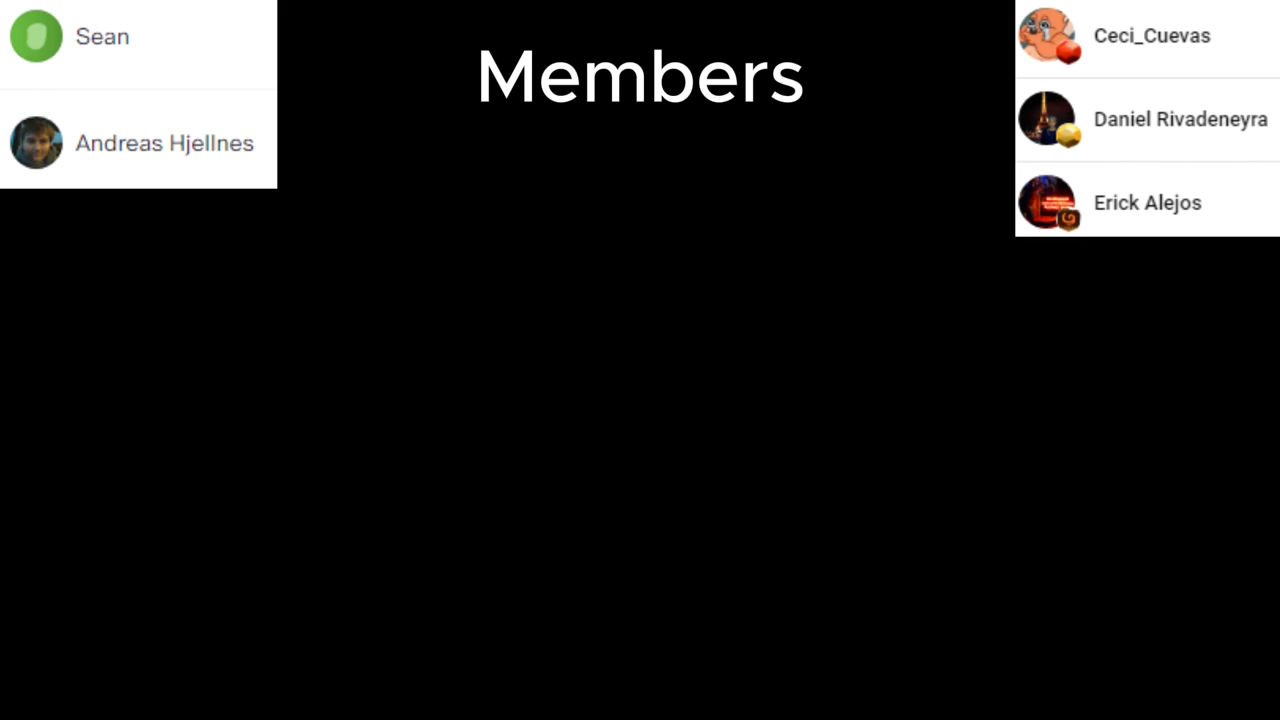 Sean
Andreas Hjellnes
Members
Ceci_Cuevas
Daniel Rivadeneyra
Erick Alejos